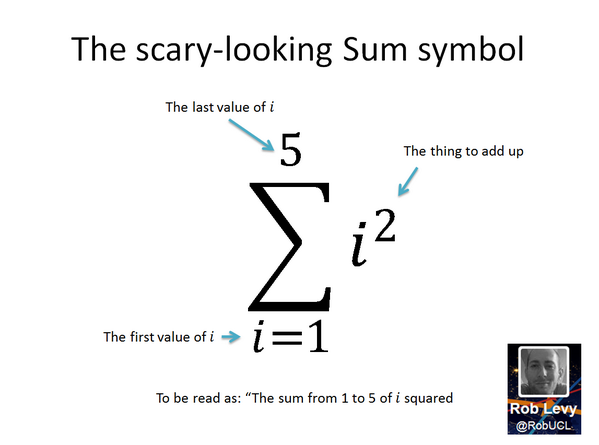 The scary-looking Sum symbol
The last value of i
5
The thing to add up
∑ i²
The first value of i
i=1
To be read as: “The sum from 1 to 5 of i squared
Rob Levy
@RobUCL